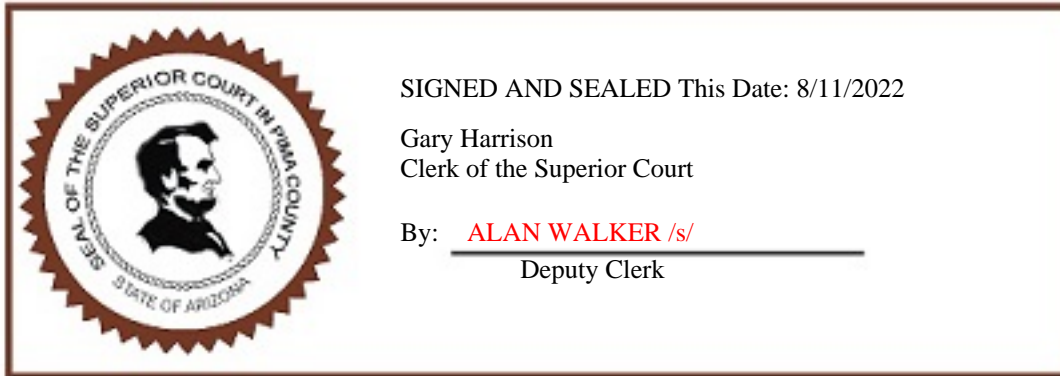 SEAL OF THE SUPERIOR COURT IN PIMA COUNTY
STATE OF ARIZONA
SIGNED AND SEALED This Date: 8/11/2022
Gary Harrison
Clerk of the Superior Court
By: ALAN WALKER /s/
Deputy Clerk